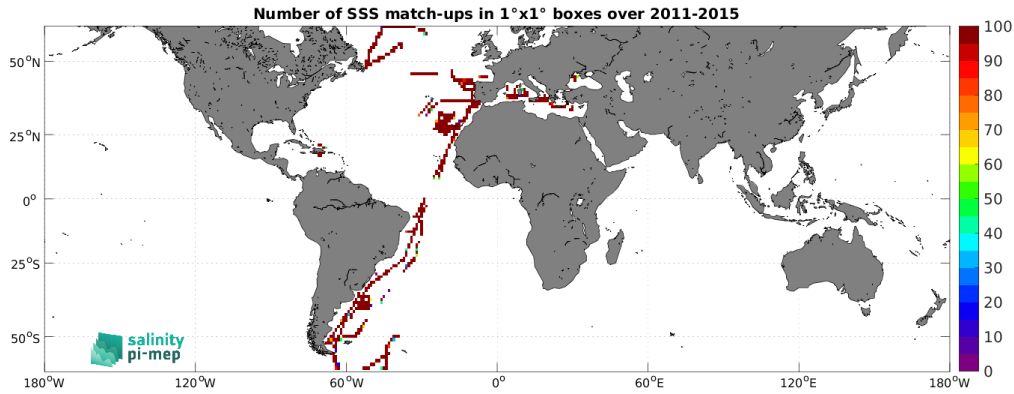 Number of SSS match-ups in 1°x1° boxes over 2011-2015
50°N
25°N
0°
25°S
50°S
180°W
120°W
60°W
0°
60°E
120°E
180°W
100
90
80
70
60
50
40
30
20
10
0
salinity
pi-mep